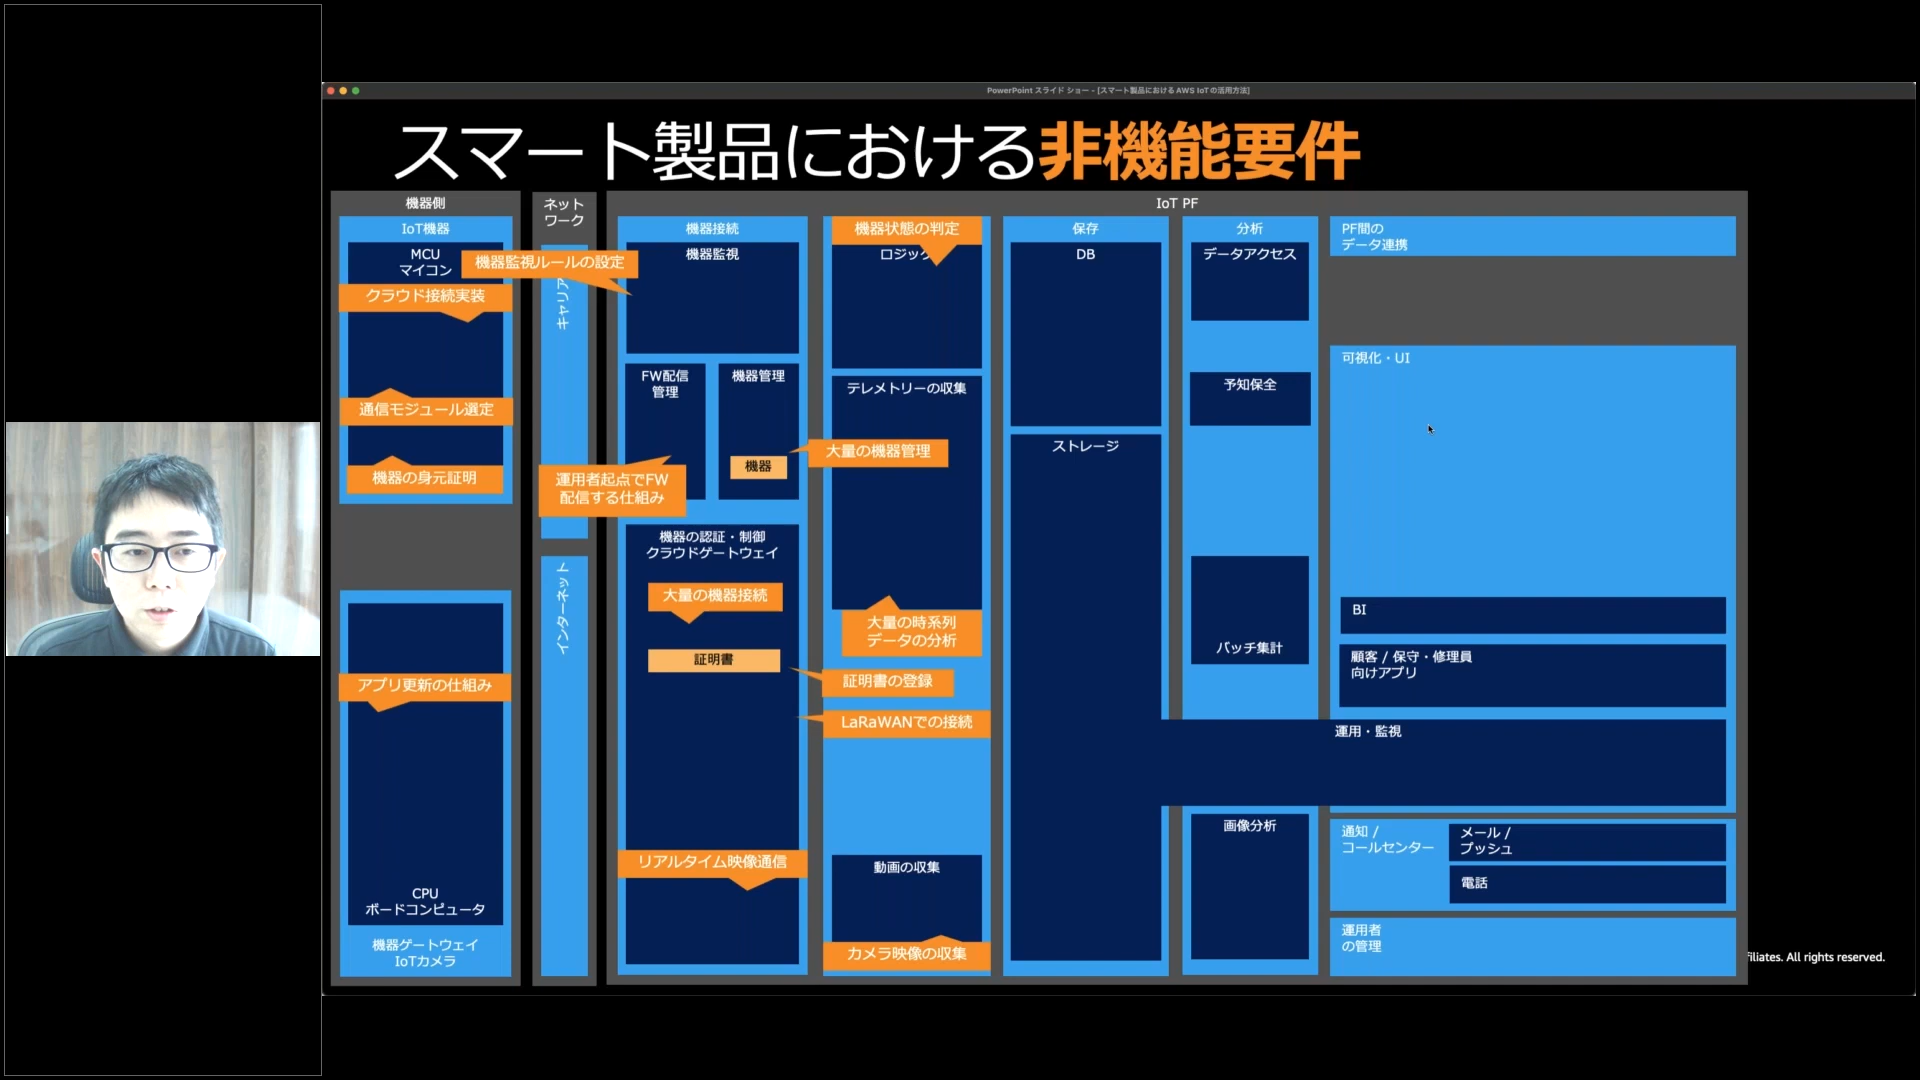 PowerPoint スライド ショー - [スマート製品における AWS IoT の活用方法]
スマート製品における非機能要件
機器側
IoT機器
MCU
マイコン
クラウド接続実装
通信モジュール選定
機器の身元証明
アプリ更新の仕組み
CPU
ボードコンピュータ
機器ゲートウェイ
IoTカメラ
ネット
ワーク
キャリア
インターネット
IoT PF
機器接続
機器監視
機器監視ルールの設定
FW配信
管理
運用者起点でFW
配信する仕組み
機器管理
機器
大量の機器管理
機器の認証・制御
クラウドゲートウェイ
大量の機器接続
証明書
証明書の登録
LaRaWANでの接続
リアルタイム映像通信
機器状態の判定
ロジック
テレメトリーの収集
大量の時系列
データの分析
動画の収集
カメラ映像の収集
保存
DB
ストレージ
分析
データアクセス
予知保全
バッチ集計
画像分析
PF間の
データ連携
可視化・UI
BI
顧客 / 保守・修理員
向けアプリ
運用・監視
通知 /
コールセンター
メール /
プッシュ
電話
運用者
の管理
filiates. All rights reserved.